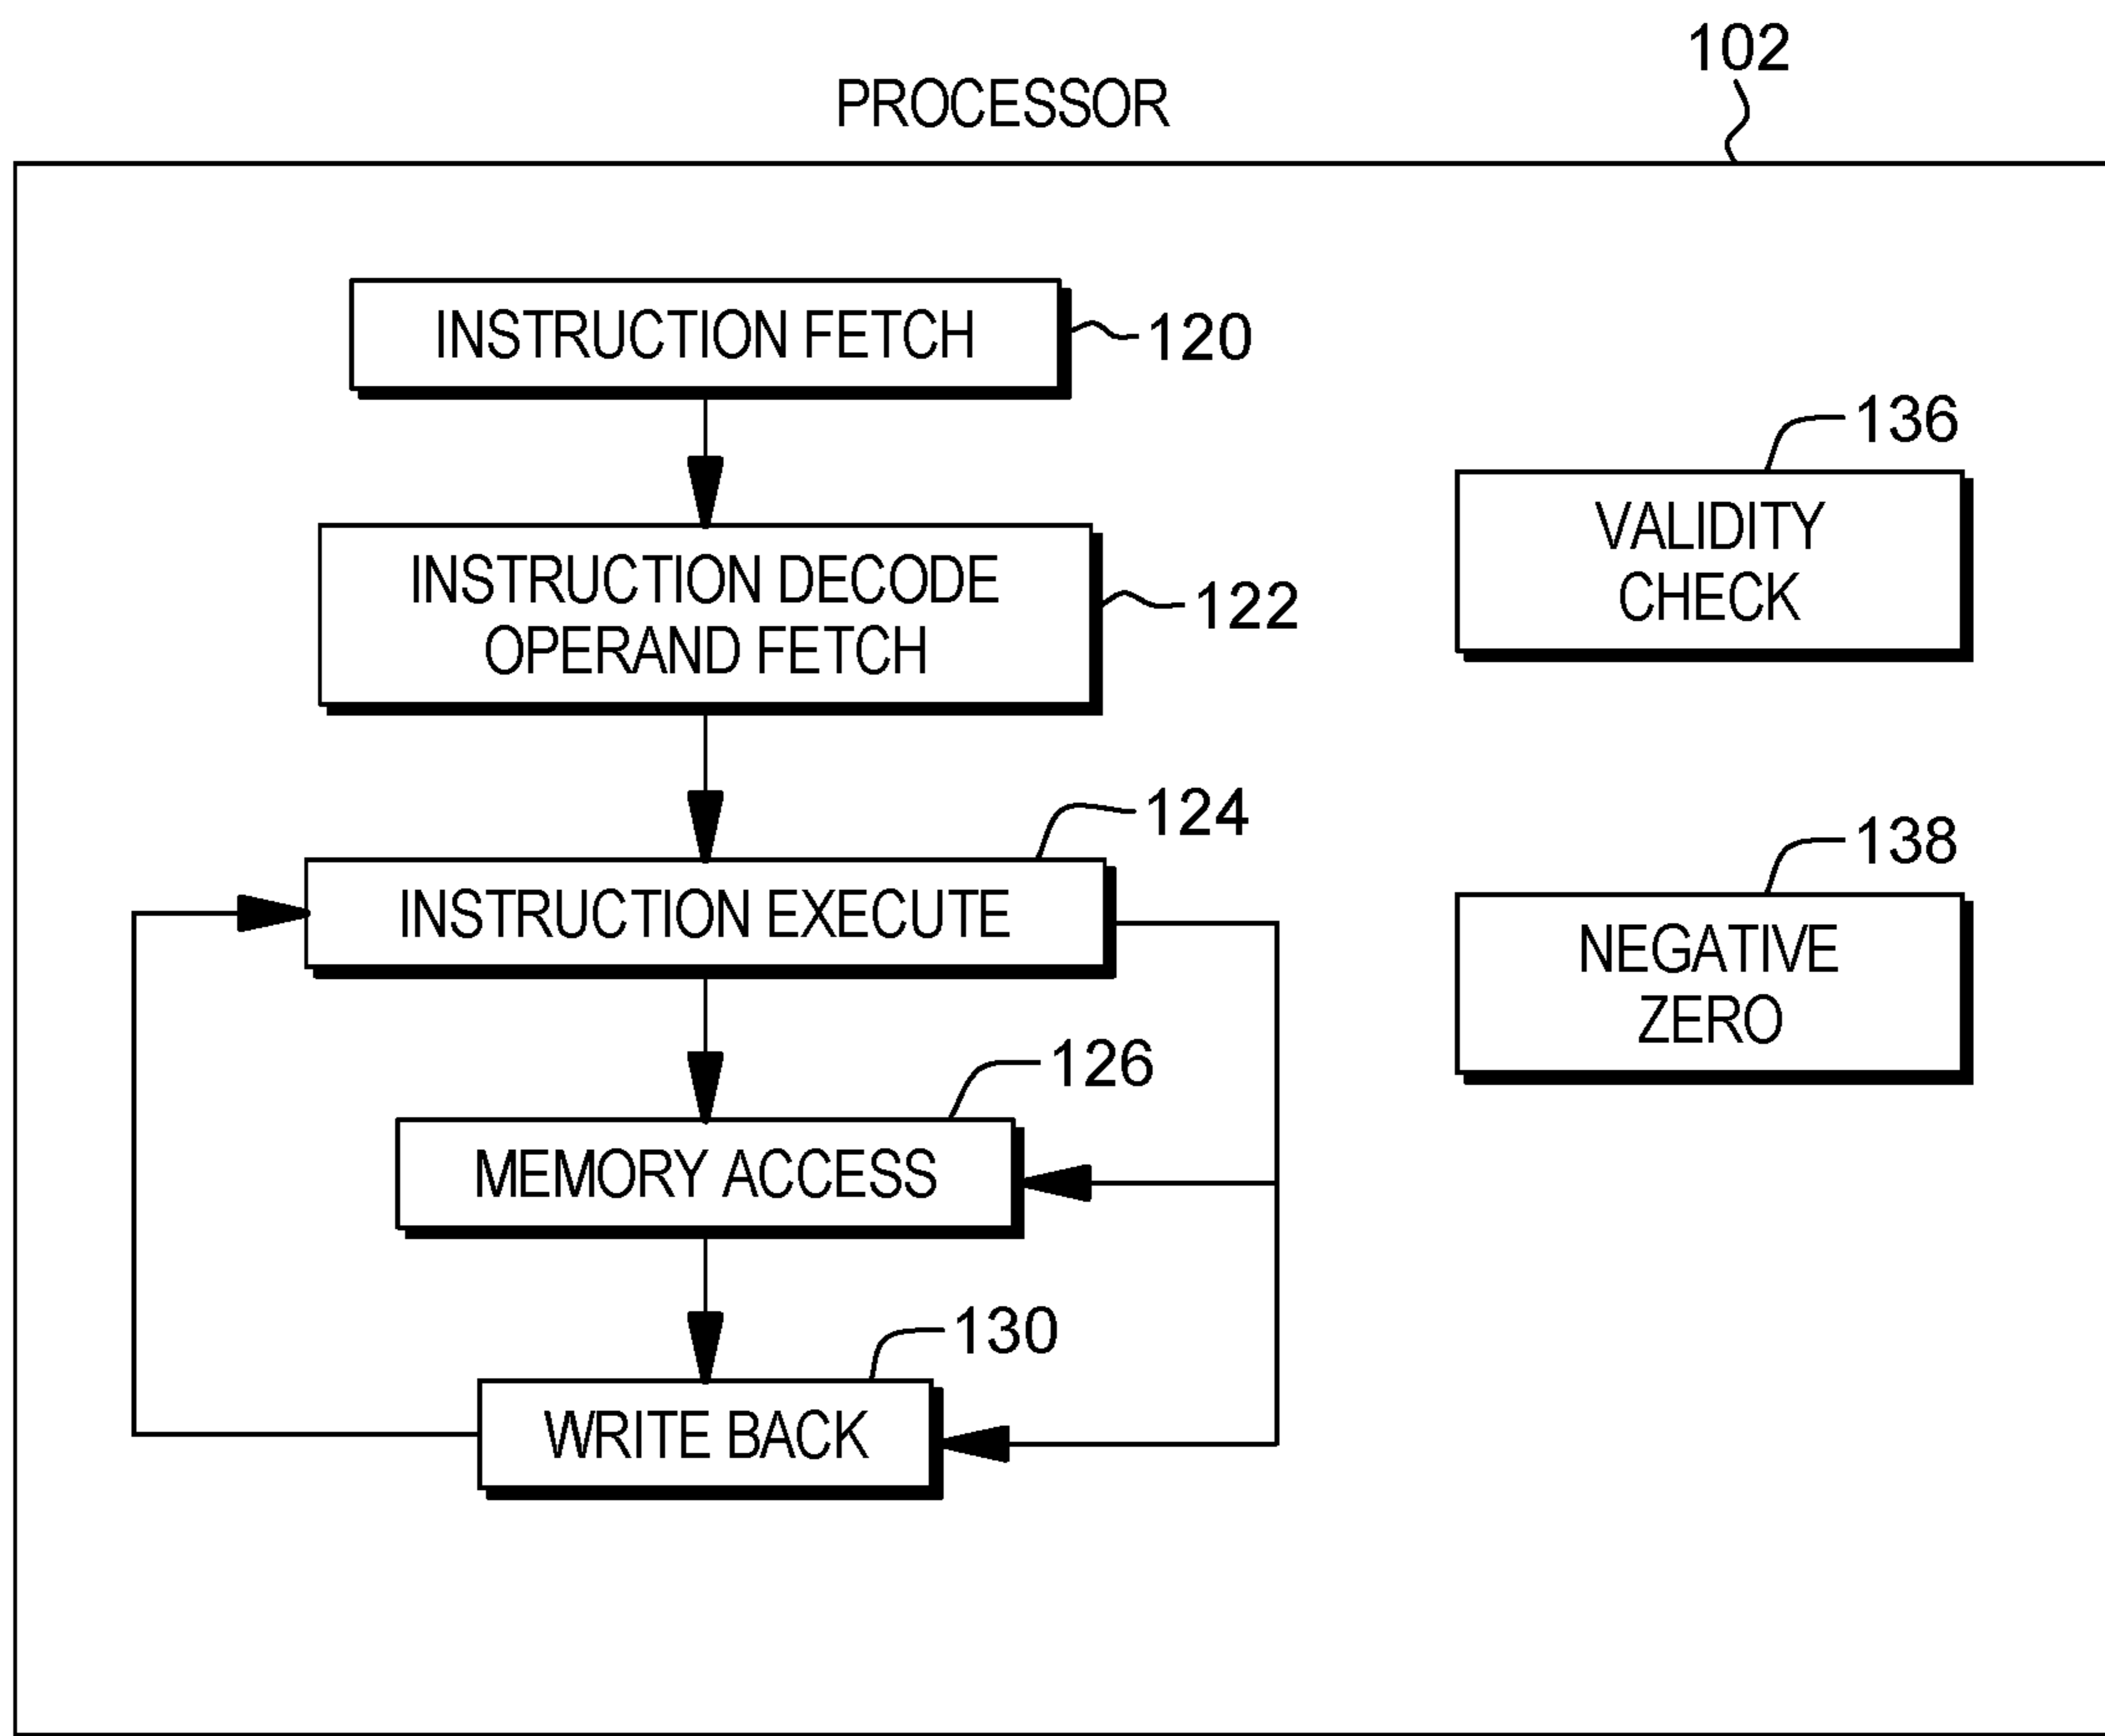 102
PROCESSOR
INSTRUCTION FETCH
120
136
VALIDITY
CHECK
INSTRUCTION DECODE
OPERAND FETCH
122
124
138
INSTRUCTION EXECUTE
NEGATIVE
ZERO
126
MEMORY ACCESS
130
WRITE BACK